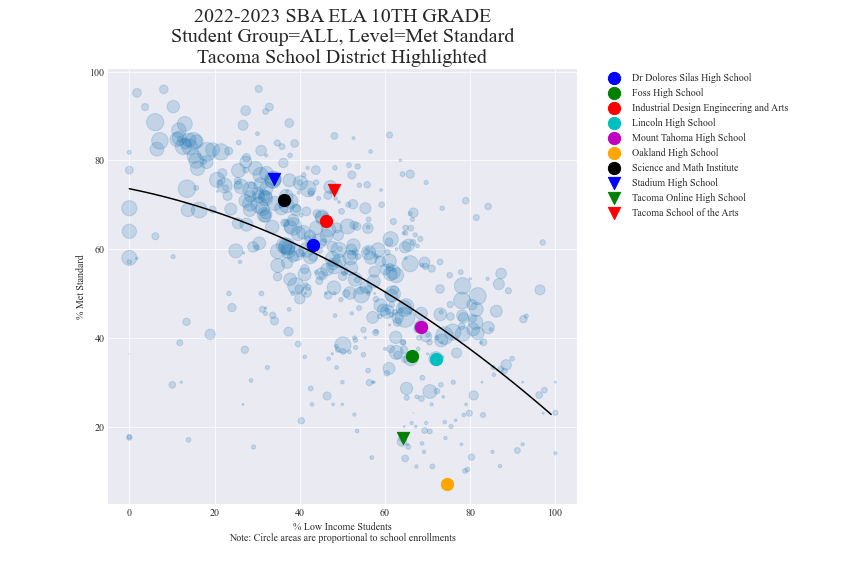 2022-2023 SBA ELA 10TH GRADE
Student Group=ALL, Level=Met Standard
Tacoma School District Highlighted
100
80
60
40
20
% Met Standard
0
20
40
60
80
100
% Low Income Students
Note: Circle areas are proportional to school enrollments
Dr Dolores Silas High School
Foss High School
Industrial Design Engineering and Arts
Lincoln High School
Mount Tahoma High School
Oakland High School
Science and Math Institute
Stadium High School
Tacoma Online High School
Tacoma School of the Arts